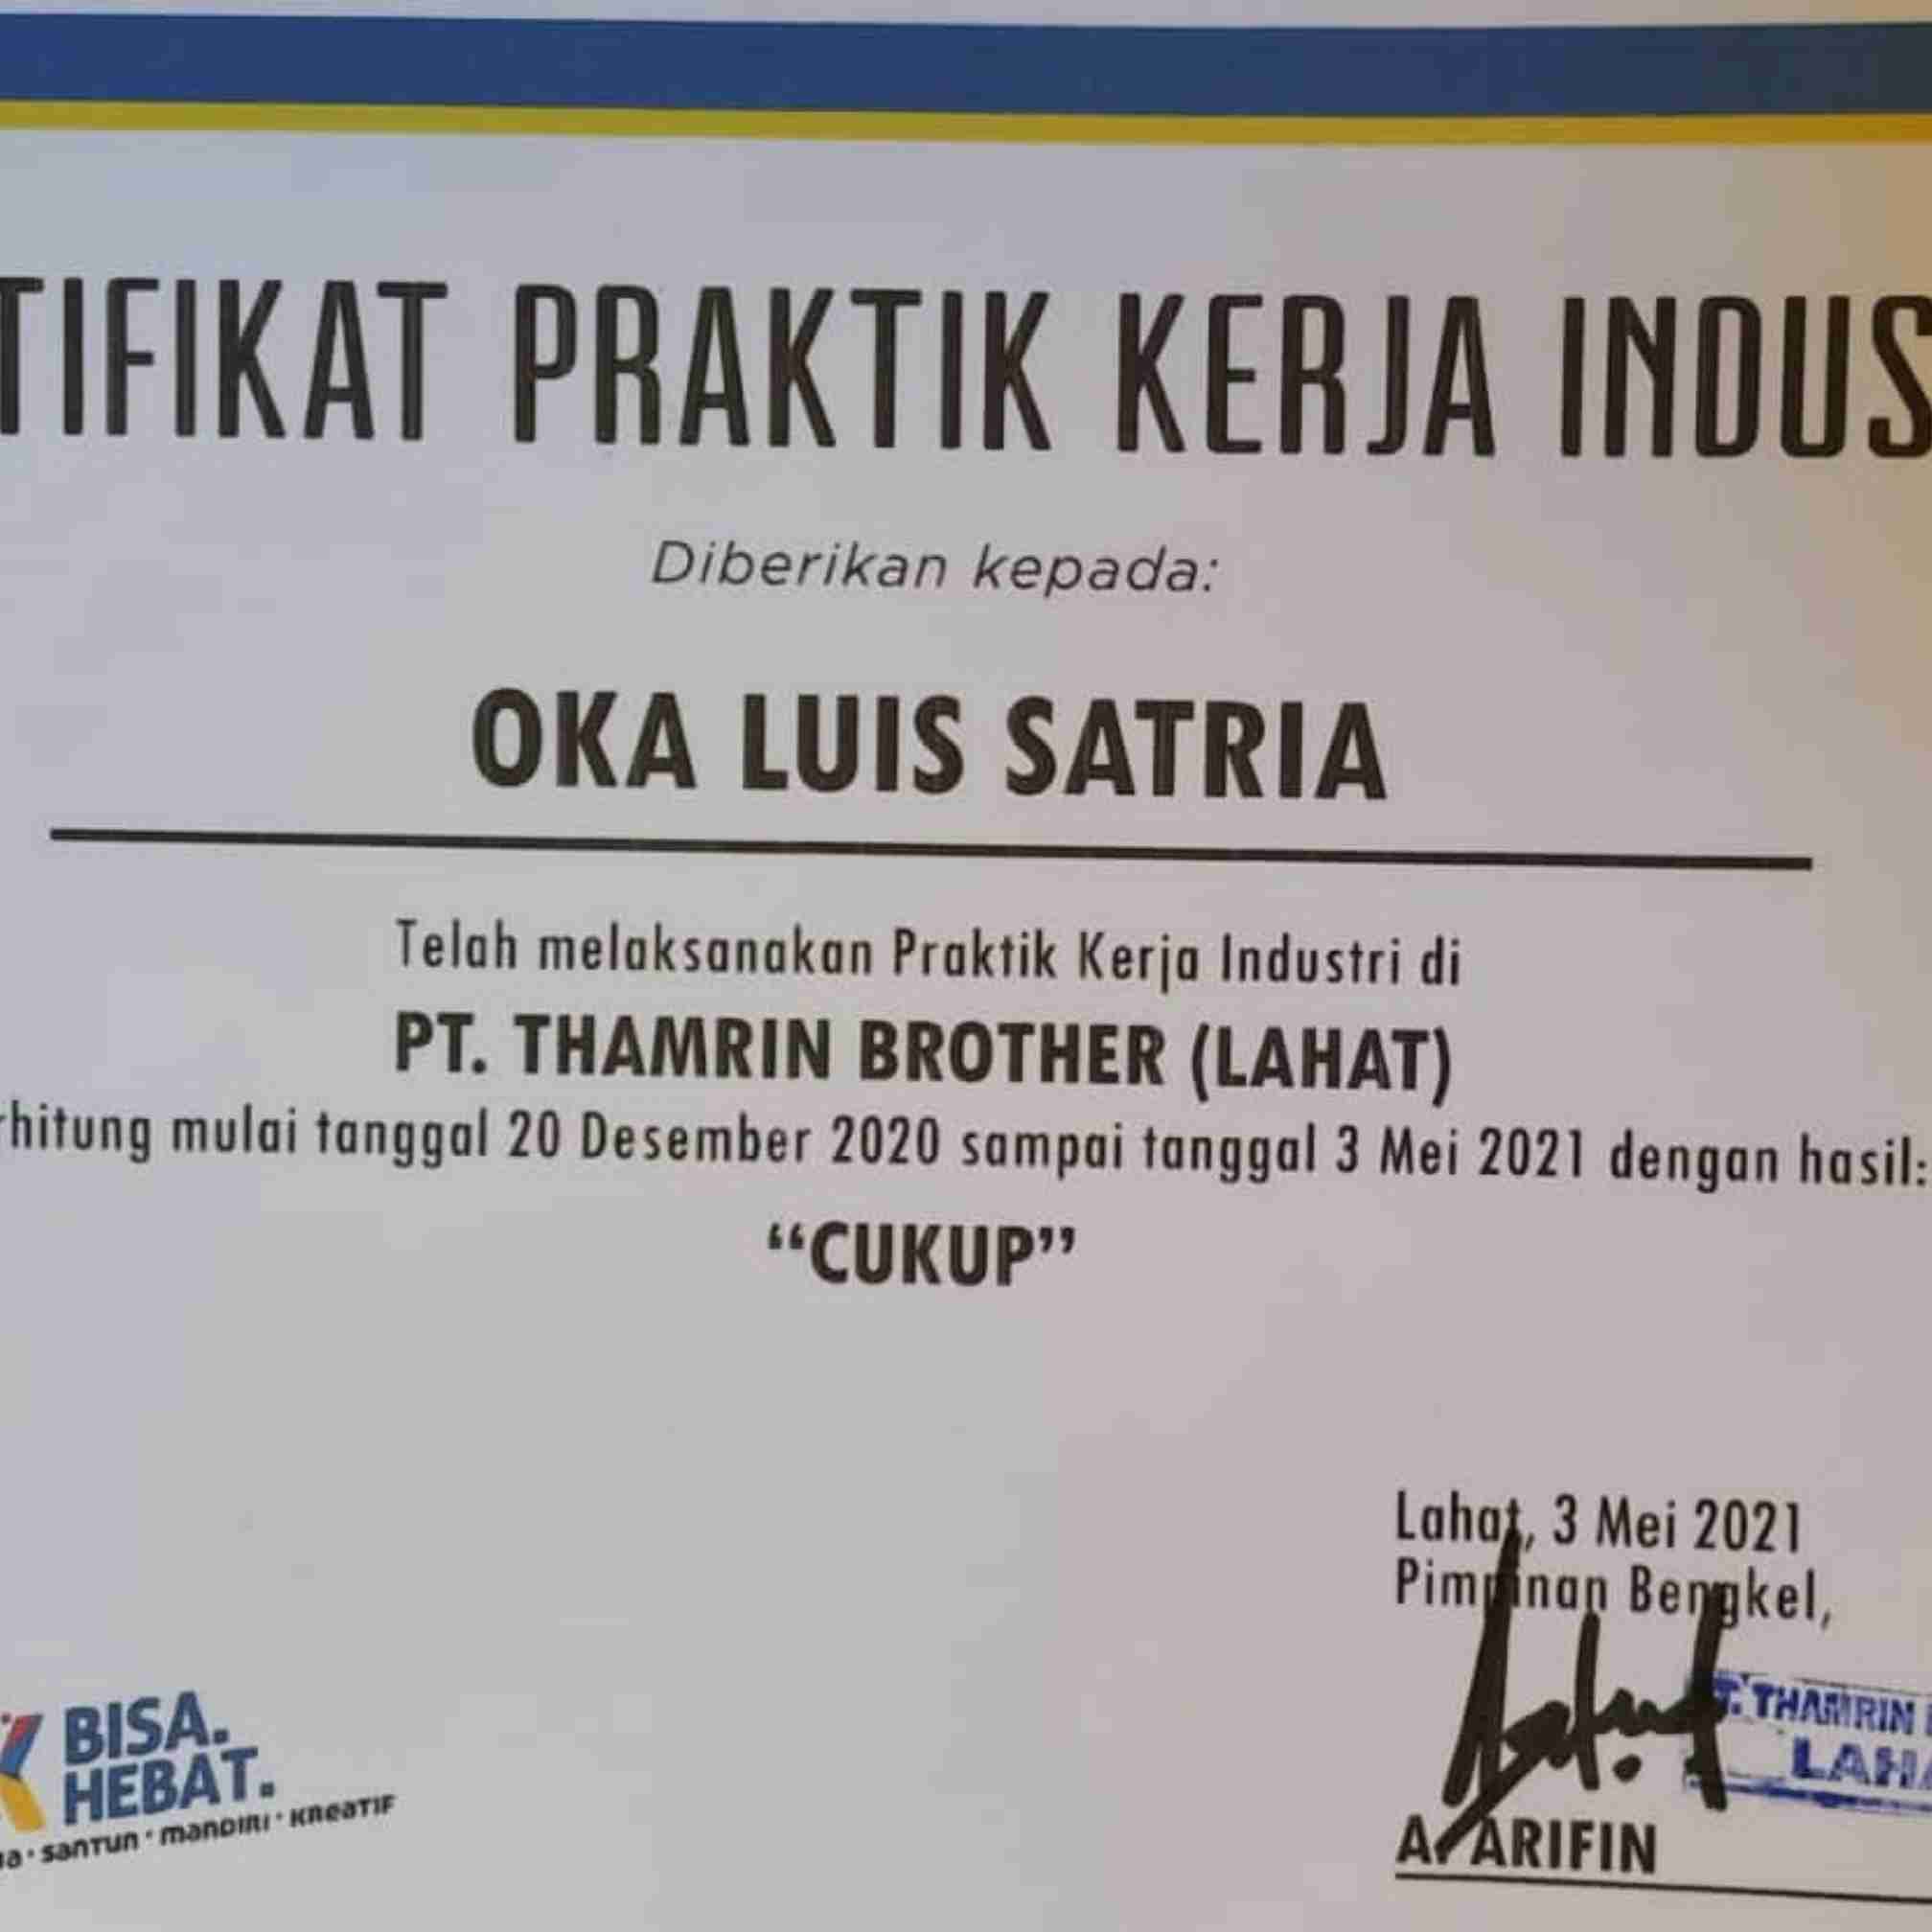 TIFIKAT PRAKTIK KERJA INDUS
Diberikan kepada:
OKA LUIS SATRIA
Telah melaksanakan Praktik Kerja Industri di
PT. THAMRIN BROTHER (LAHAT)
rhitung mulai tanggal 20 Desember 2020 sampai tanggal 3 Mei 2021 dengan hasil:
“CUKUP”
Lahat, 3 Mei 2021
Pimpinan Bengkel,
T. THAMRIN
LAHA
A. ARIFIN
BISA.
HEBAT.
santun • mandiri • kreatif